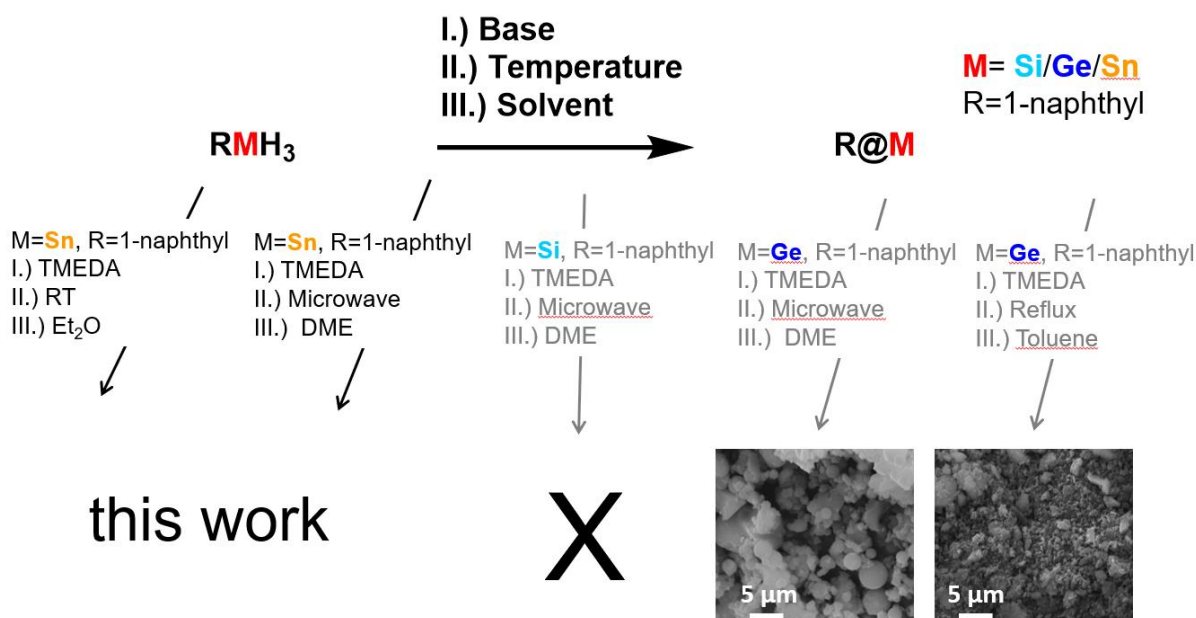 I.) Base
II.) Temperature
III.) Solvent
M= Si/Ge/Sn
R=1-naphthyl
RMH₃
R@M
M=Sn, R=1-naphthyl
I.) TMEDA
II.) RT
III.) Et₂O
M=Sn, R=1-naphthyl
I.) TMEDA
II.) Microwave
III.) DME
M=Si, R=1-naphthyl
I.) TMEDA
II.) Microwave
III.) DME
M=Ge, R=1-naphthyl
I.) TMEDA
II.) Microwave
III.) DME
M=Ge, R=1-naphthyl
I.) TMEDA
II.) Reflux
III.) Toluene
this work
X
5 µm
5 µm